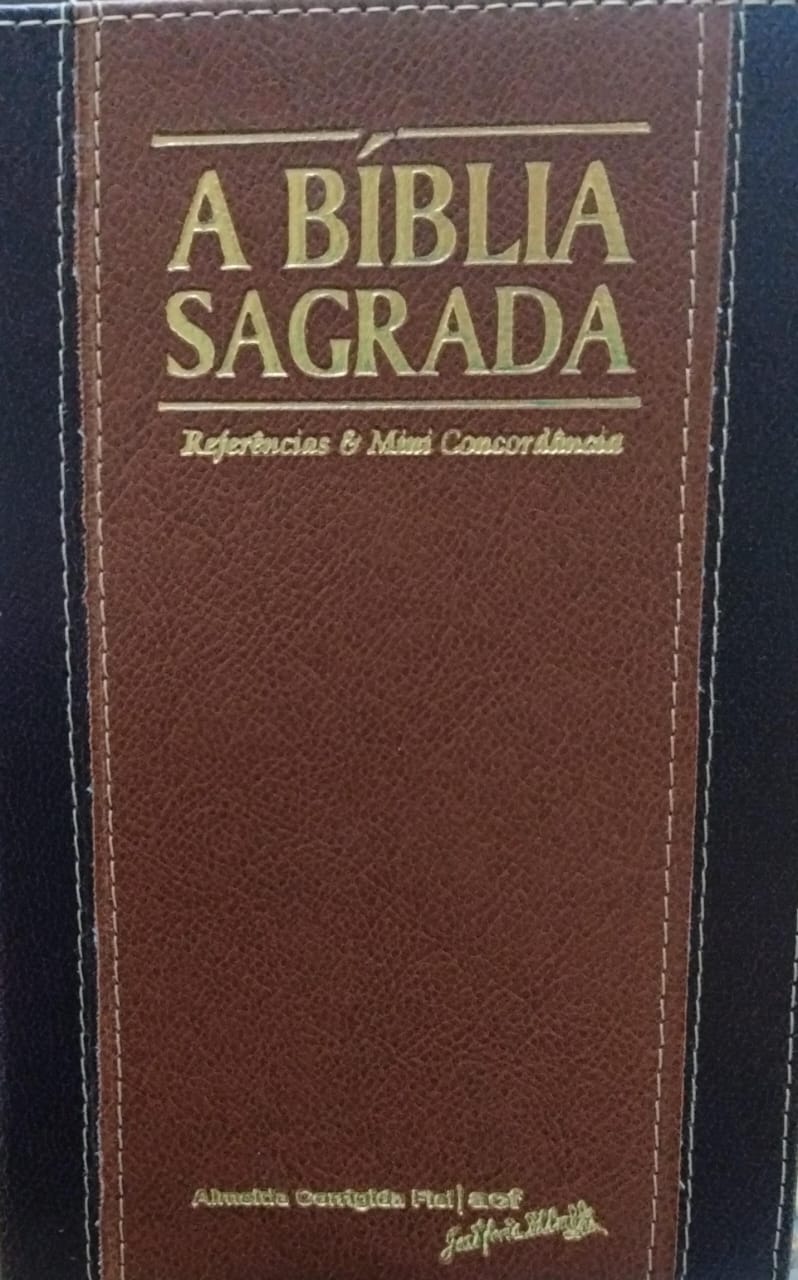 A BÍBLIA
SAGRADA
Referências & Mini Concordância
Almeida Corrigida Fiel | acf